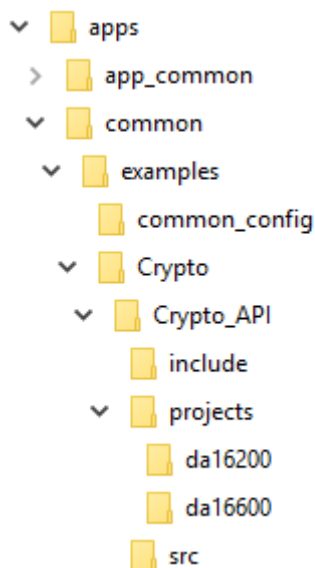 apps
app_common
common
examples
common_config
Crypto
Crypto_API
include
projects
da16200
da16600
src